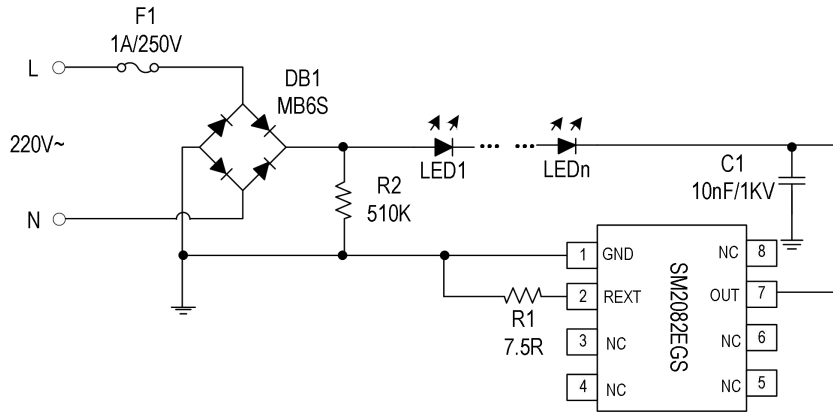 F1
1A/250V
L
DB1
MB6S
220V~
LED1
LEDn
C1
10nF/1KV
R2
510K
N
1 GND
NC 8
2 REXT
OUT 7
3 NC
NC 6
4 NC
NC 5
SM2082EGS
R1
7.5R